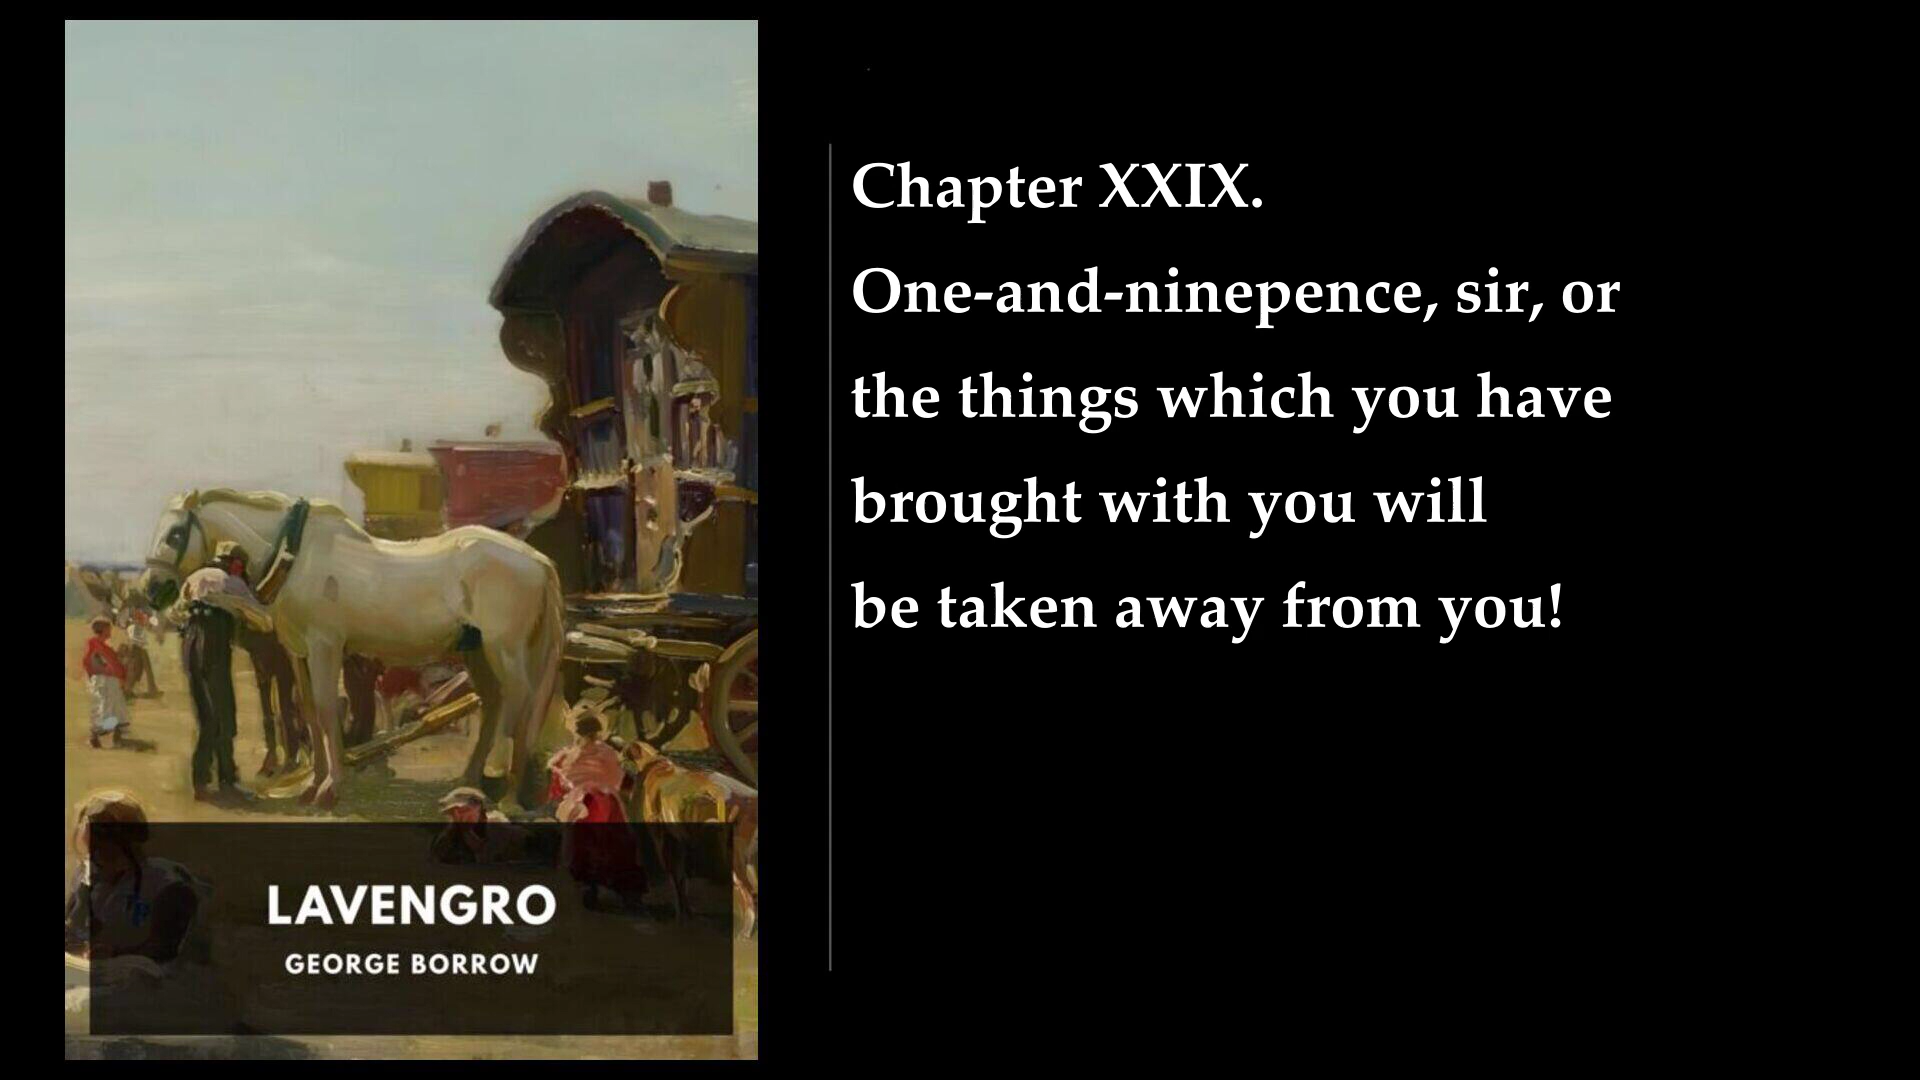 Chapter XXIX.
One-and-ninepence, sir, or
the things which you have
brought with you will
be taken away from you!
LAVENGRO
GEORGE BORROW